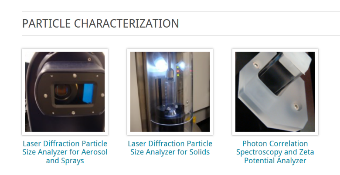 PARTICLE CHARACTERIZATION
Laser Diffraction Particle
Size Analyzer for Aerosol
and Sprays
Laser Diffraction Particle
Size Analyzer for Solids
Photon Correlation
Spectroscopy and Zeta
Potential Analyzer